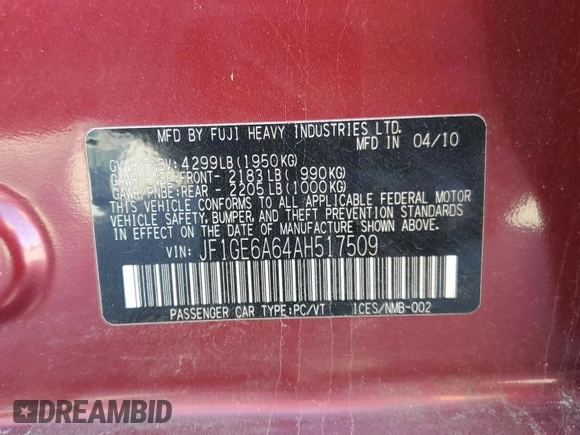 MFD BY FUJI HEAVY INDUSTRIES LTD.
MFD IN 04/10
GVWR/PBV: 4299LB(1950KG)
GAWR/PNBE:FRONT- 2183LB( 990KG)
GAWR/PNBE:REAR - 2205LB(1000KG)
THIS VEHICLE CONFORMS TO ALL APPLICABLE FEDERAL MOTOR
VEHICLE SAFETY, BUMPER, AND THEFT PREVENTION STANDARDS
IN EFFECT ON THE DATE OF MANUFACTURE SHOWN ABOVE.
VIN: JF1GE6A64AH517509
PASSENGER CAR TYPE:PC/VT ICES/NMB-002
DREAMBID